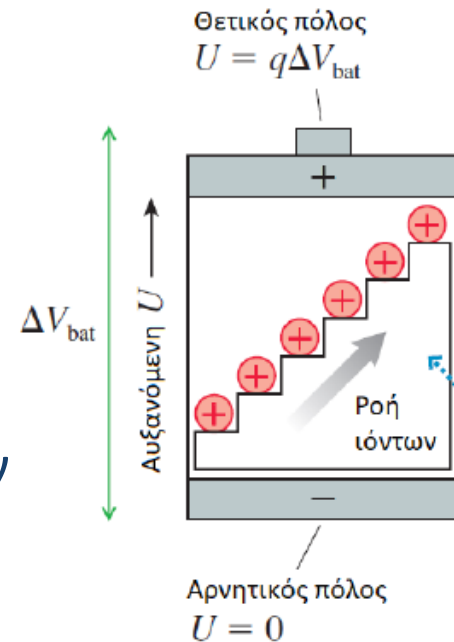 Θετικός πόλος
U = qΔV_bat
+
ΔV_bat
Αυξανόμενη U
+
+
+
+
+
+
Ροή
ιόντων
−
Αρνητικός πόλος
U = 0